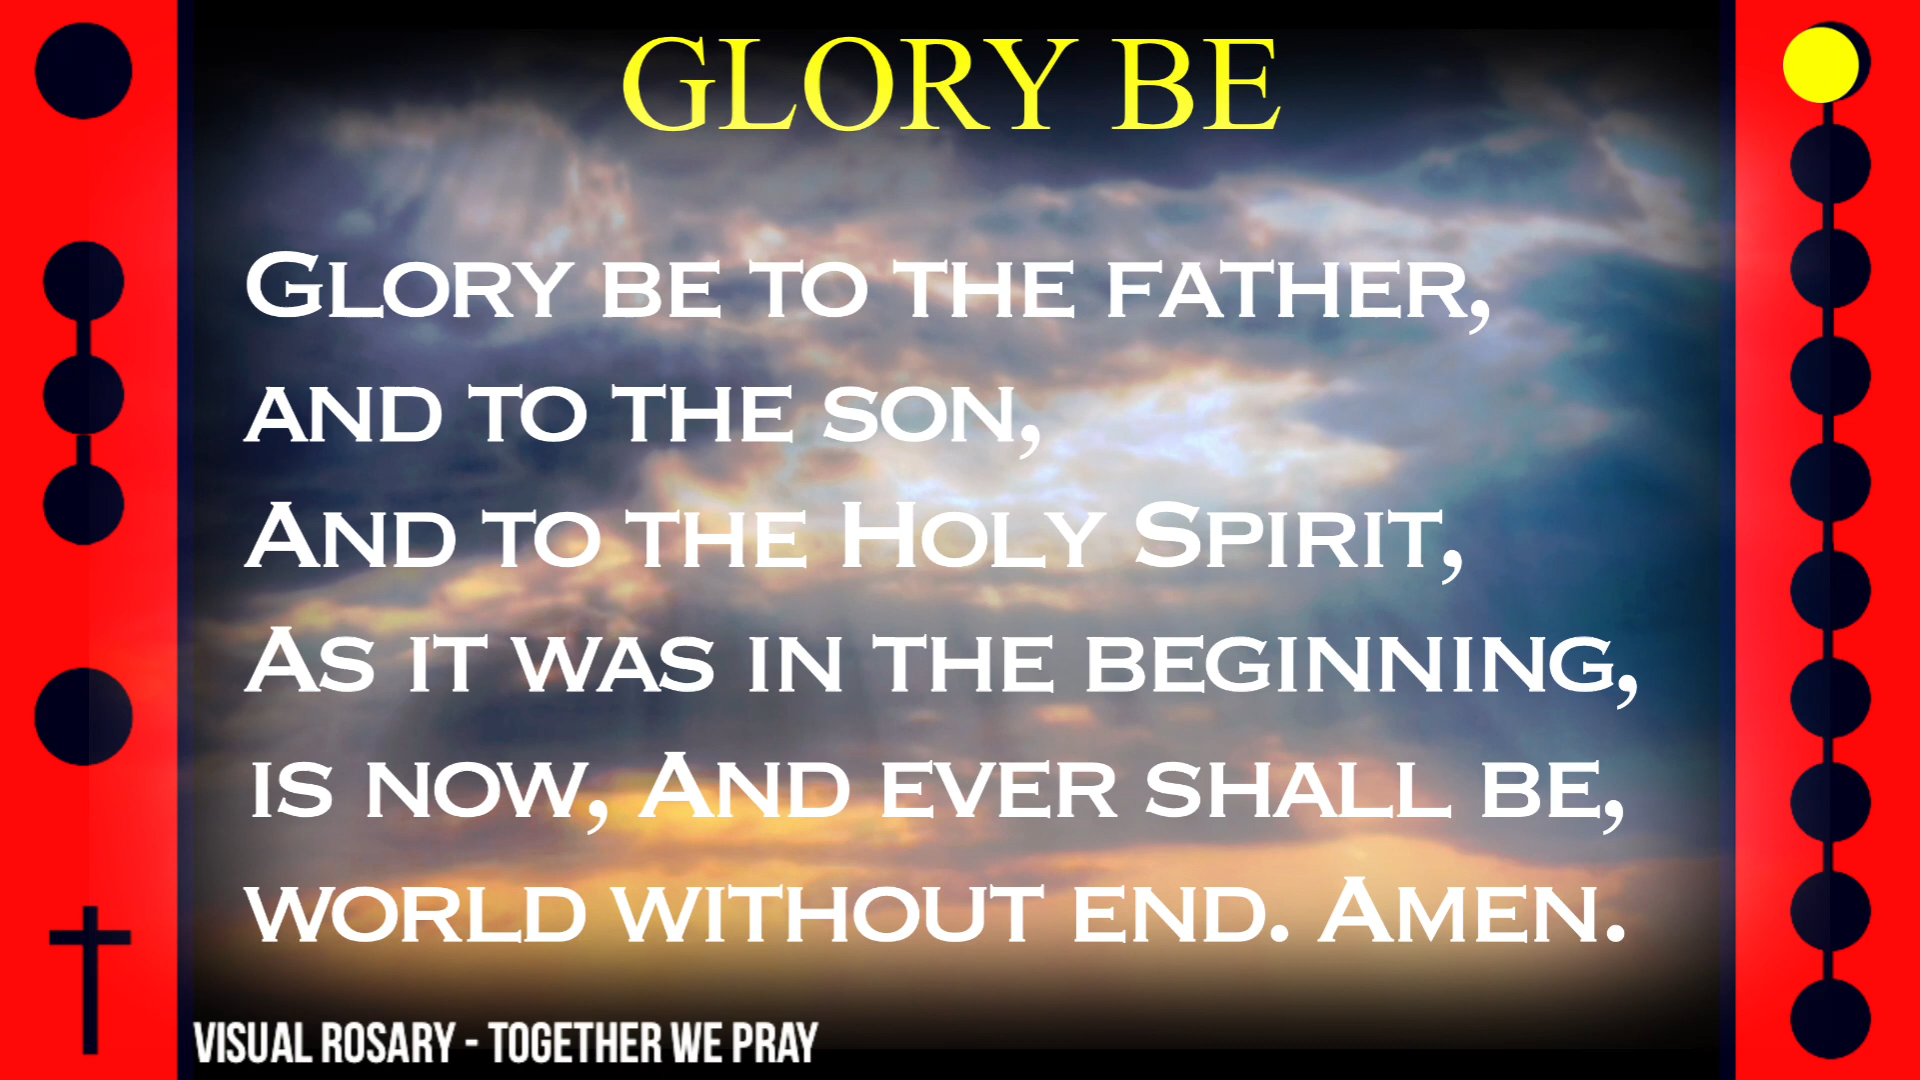 GLORY BE
Glory be to the father,
and to the son,
And to the Holy Spirit,
As it was in the beginning,
is now, And ever shall be,
world without end. Amen.
VISUAL ROSARY - TOGETHER WE PRAY